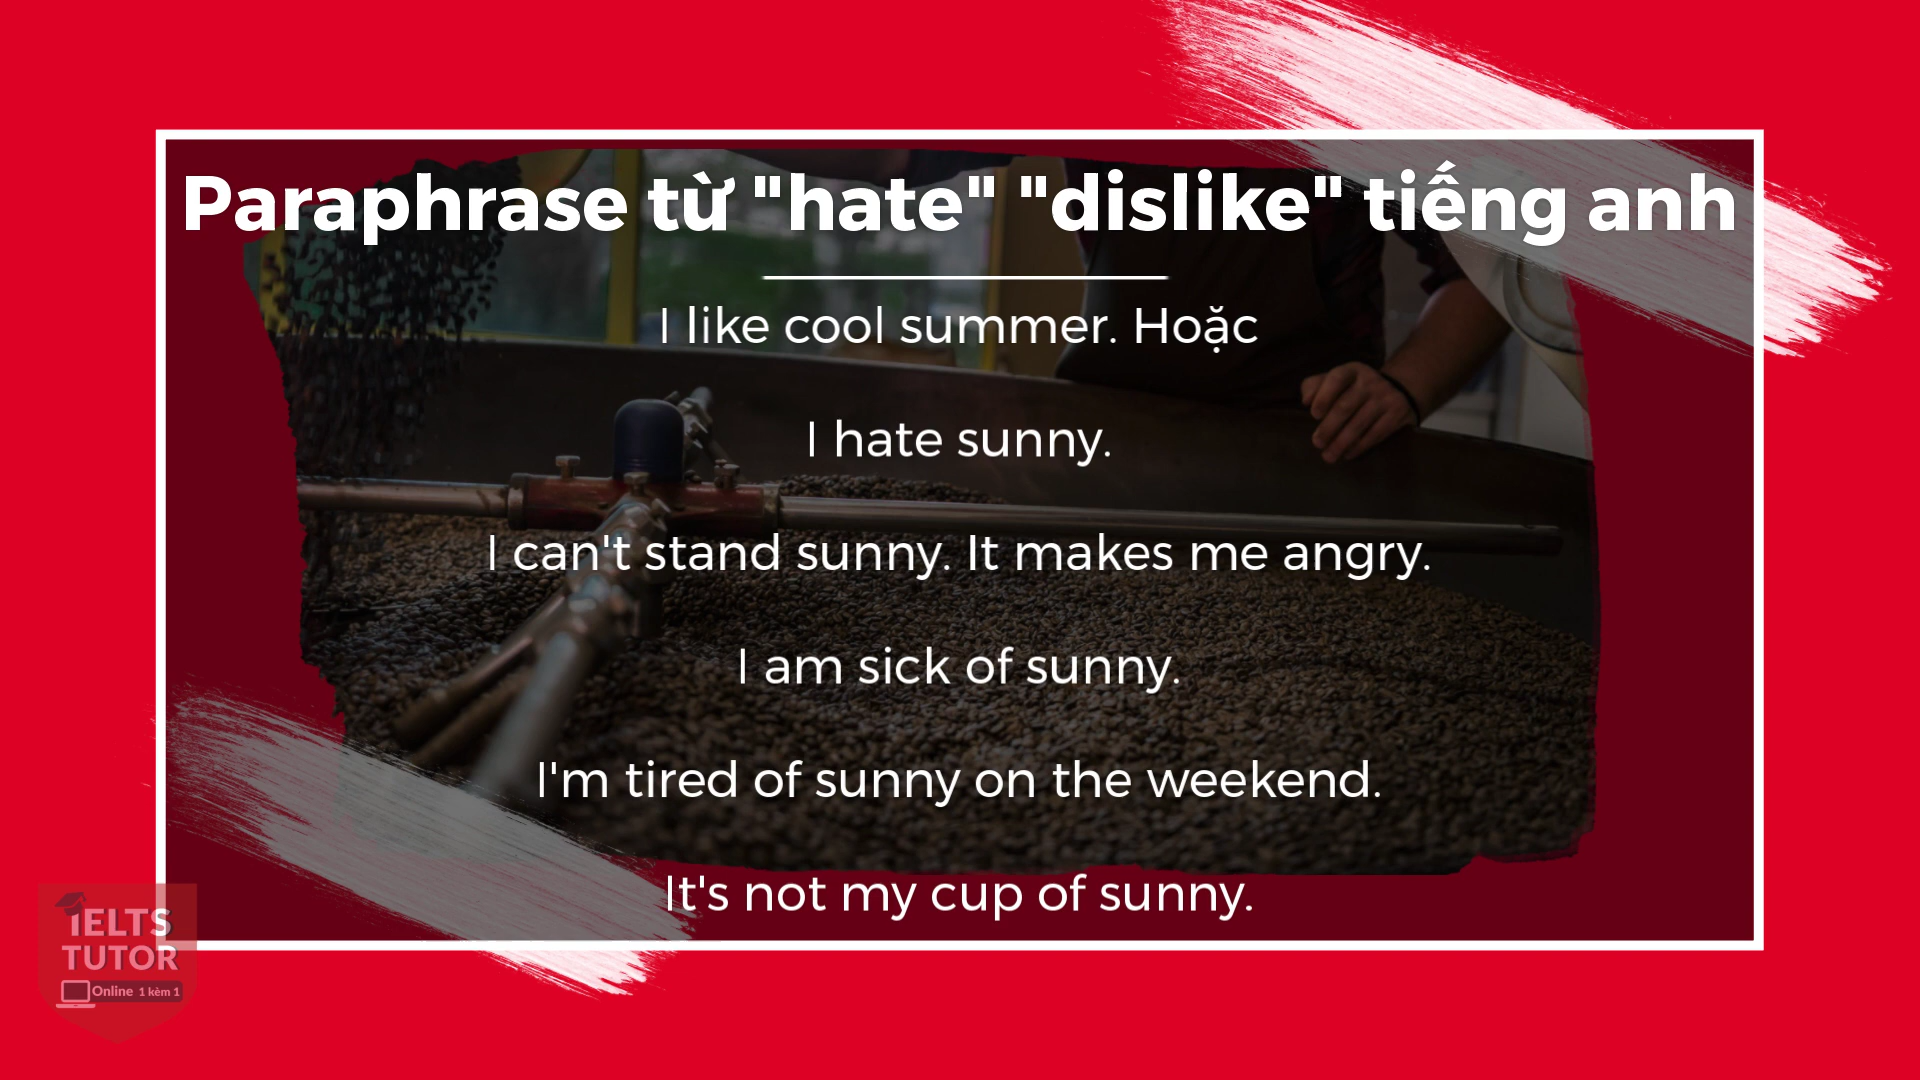 Paraphrase từ "hate" "dislike" tiếng anh
I like cool summer. Hoặc
I hate sunny.
I can't stand sunny. It makes me angry.
I am sick of sunny.
I'm tired of sunny on the weekend.
It's not my cup of sunny.
IELTS
TUTOR
Online 1 kèm 1